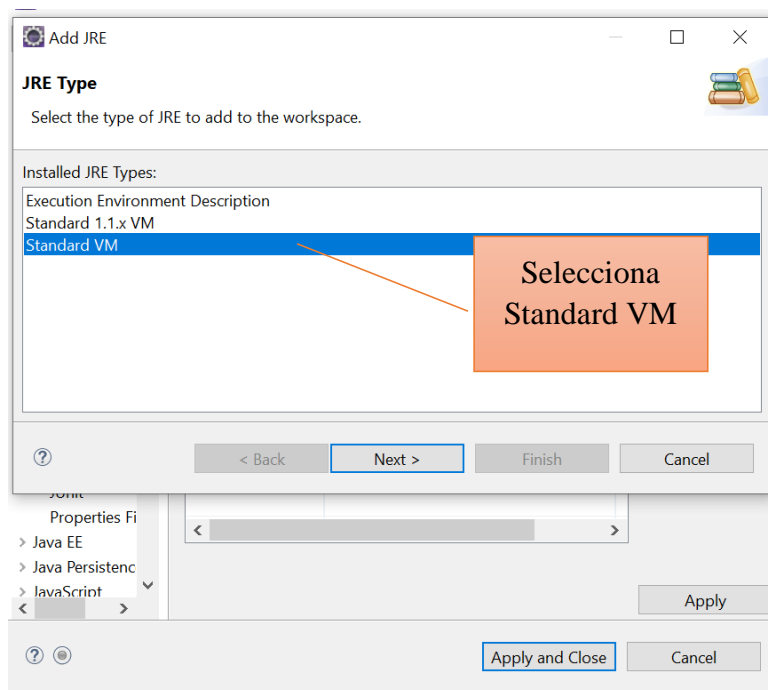 Add JRE
JRE Type
Select the type of JRE to add to the workspace.
Installed JRE Types:
Execution Environment Description
Standard 1.1.x VM
Standard VM
Selecciona
Standard VM
< Back
Next >
Finish
Cancel
JUnit
Properties Fi
Java EE
Java Persistenc
JavaScript
Apply
Apply and Close
Cancel